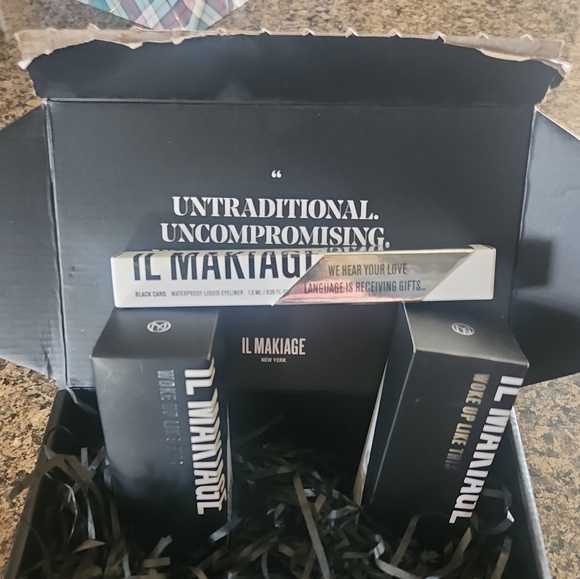 “
UNTRADITIONAL.
UNCOMPROMISING.
IL MAKIAGE
BLACK CARD WATERPROOF LIQUID EYELINER
WE HEAR YOUR LOVE
LANGUAGE IS RECEIVING GIFTS...
IL MAKIAGE
NEW YORK
IL MAKIAGE
WOKE UP LIKE THIS
IL MAKIAGE
WOKE UP LIKE THIS